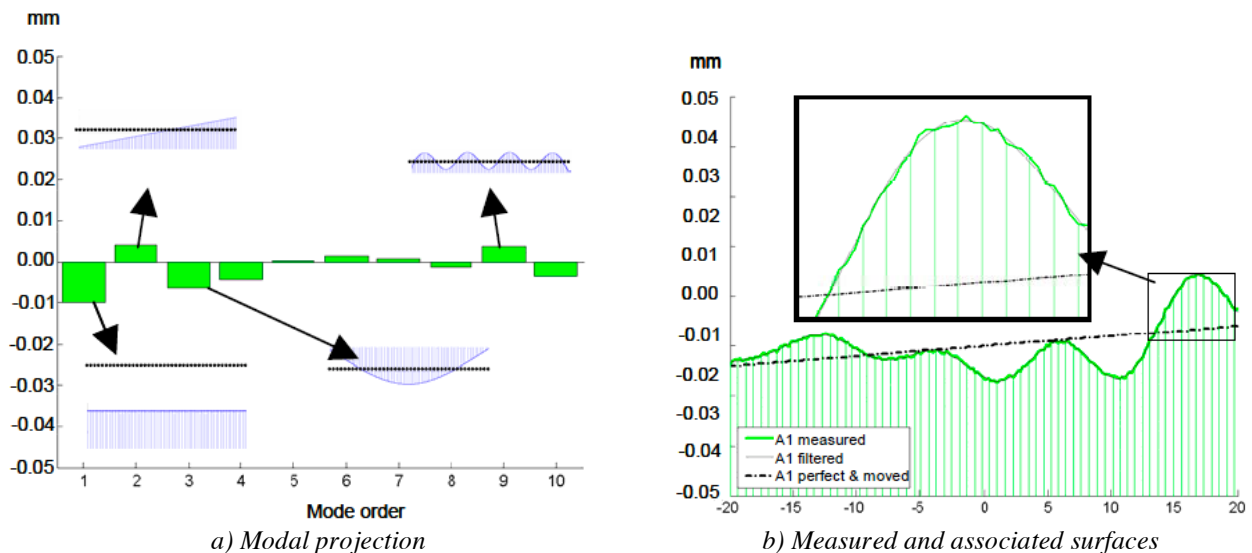 mm
0.05
0.04
0.03
0.02
0.01
0.00
-0.01
-0.02
-0.03
-0.04
-0.05
1 2 3 4 5 6 7 8 9 10
Mode order
a) Modal projection
mm
0.05
0.04
0.03
0.02
0.01
0.00
-0.01
-0.02
-0.03
-0.04
-0.05
A1 measured
A1 filtered
A1 perfect & moved
-20 -15 -10 -5 0 5 10 15 20
b) Measured and associated surfaces